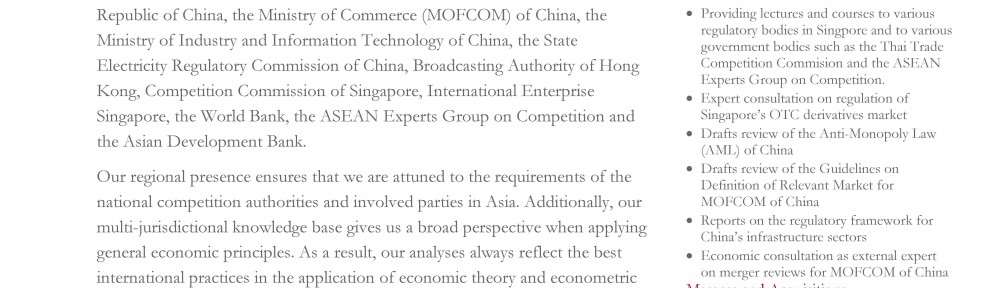 Republic of China, the Ministry of Commerce (MOFCOM) of China, the
Ministry of Industry and Information Technology of China, the State
Electricity Regulatory Commission of China, Broadcasting Authority of Hong
Kong, Competition Commission of Singapore, International Enterprise
Singapore, the World Bank, the ASEAN Experts Group on Competition and
the Asian Development Bank.
Our regional presence ensures that we are attuned to the requirements of the
national competition authorities and involved parties in Asia. Additionally, our
multi-jurisdictional knowledge base gives us a broad perspective when applying
general economic principles. As a result, our analyses always reflect the best
international practices in the application of economic theory and econometric
• Providing lectures and courses to various
regulatory bodies in Singpore and to various
government bodies such as the Thai Trade
Competition Commision and the ASEAN
Experts Group on Competition.
• Expert consultation on regulation of
Singapore’s OTC derivatives market
• Drafts review of the Anti-Monopoly Law
(AML) of China
• Drafts review of the Guidelines on
Definition of Relevant Market for
MOFCOM of China
• Reports on the regulatory framework for
China’s infrastructure sectors
• Economic consultation as external expert
on merger reviews for MOFCOM of China